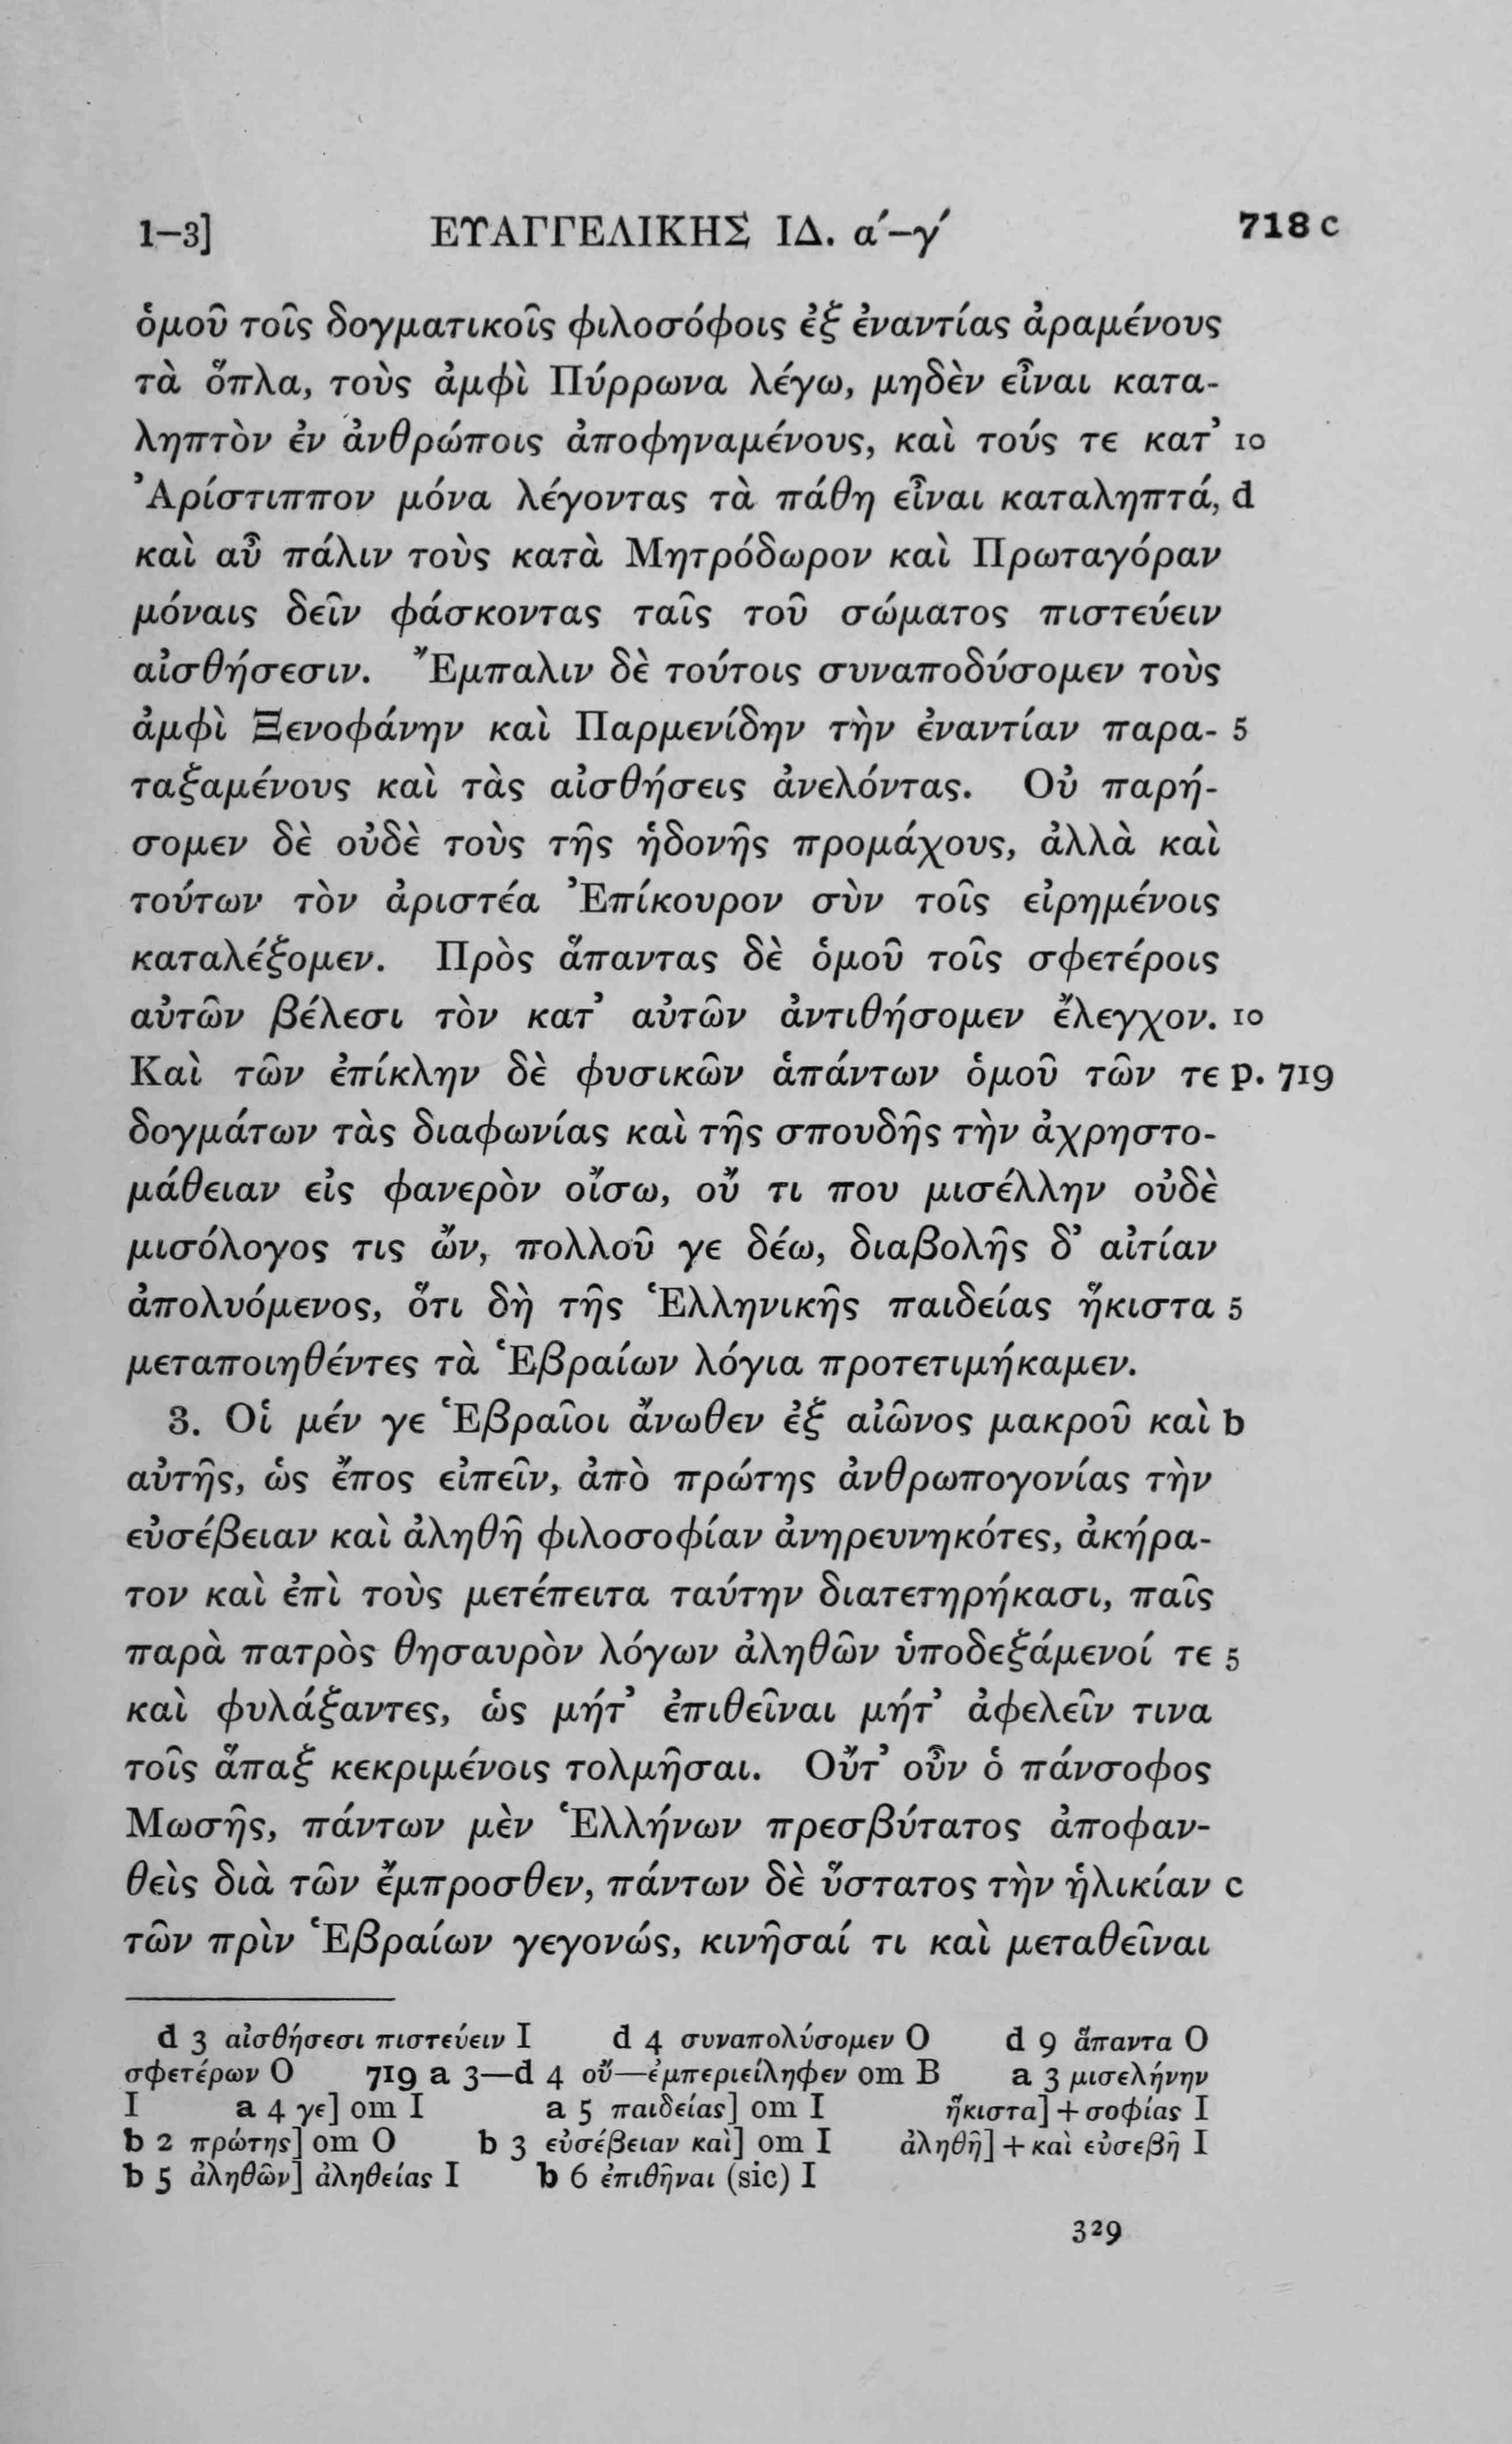 1–3] ΕΥΑΓΓΕΛΙΚΗΣ ΙΔ. α΄–γ΄ 718 c
ὁμοῦ τοῖς δογματικοῖς φιλοσόφοις ἐξ ἐναντίας ἀραμένους
τὰ ὅπλα, τοὺς ἀμφὶ Πύρρωνα λέγω, μηδὲν εἶναι κατα-
ληπτὸν ἐν ἀνθρώποις ἀποφηναμένους, καὶ τούς τε κατ’ 10
Ἀρίστιππον μόνα λέγοντας τὰ πάθη εἶναι καταληπτά, d
καὶ αὖ πάλιν τοὺς κατὰ Μητρόδωρον καὶ Πρωταγόραν
μόναις δεῖν φάσκοντας ταῖς τοῦ σώματος πιστεύειν
αἰσθήσεσιν. Ἔμπαλιν δὲ τούτοις συναποδύσομεν τοὺς
ἀμφὶ Ξενοφάνην καὶ Παρμενίδην τὴν ἐναντίαν παρα- 5
ταξαμένους καὶ τὰς αἰσθήσεις ἀνελόντας. Οὐ παρή-
σομεν δὲ οὐδὲ τοὺς τῆς ἡδονῆς προμάχους, ἀλλὰ καὶ
τούτων τὸν ἀριστέα Ἐπίκουρον σὺν τοῖς εἰρημένοις
καταλέξομεν. Πρὸς ἅπαντας δὲ ὁμοῦ τοῖς σφετέροις
αὐτῶν βέλεσι τὸν κατ’ αὐτῶν ἀντιθήσομεν ἔλεγχον. 10
Καὶ τῶν ἐπίκλην δὲ φυσικῶν ἁπάντων ὁμοῦ τῶν τε p. 719
δογμάτων τὰς διαφωνίας καὶ τῆς σπουδῆς τὴν ἀχρηστο-
μάθειαν εἰς φανερὸν οἴσω, οὔ τι που μισέλλην οὐδὲ
μισόλογος τις ὤν, πολλοῦ γε δέω, διαβολῆς δ’ αἰτίαν
ἀπολυόμενος, ὅτι δὴ τῆς Ἑλληνικῆς παιδείας ἥκιστα 5
μεταποιηθέντες τὰ Ἑβραίων λόγια προτετιμήκαμεν.
3. Οἱ μέν γε Ἑβραῖοι ἄνωθεν ἐξ αἰῶνος μακροῦ καὶ b
αὐτῆς, ὡς ἔπος εἰπεῖν, ἀπὸ πρώτης ἀνθρωπογονίας τὴν
εὐσέβειαν καὶ ἀληθῆ φιλοσοφίαν ἀνηρευνηκότες, ἀκήρα-
τον καὶ ἐπὶ τοὺς μετέπειτα ταύτην διατετηρήκασι, παῖς
παρὰ πατρὸς θησαυρὸν λόγων ἀληθῶν ὑποδεξάμενοί τε 5
καὶ φυλάξαντες, ὡς μήτ’ ἐπιθεῖναι μήτ’ ἀφελεῖν τινα
τοῖς ἅπαξ κεκριμένοις τολμῆσαι. Οὔτ’ οὖν ὁ πάνσοφος
Μωσῆς, πάντων μὲν Ἑλλήνων πρεσβύτατος ἀποφαν-
θεὶς διὰ τῶν ἔμπροσθεν, πάντων δὲ ὕστατος τὴν ἡλικίαν c
τῶν πρὶν Ἑβραίων γεγονώς, κινῆσαί τι καὶ μεταθεῖναι
d 3 αἰσθήσεσι πιστεύειν I d 4 συναπολύσομεν O d 9 ἅπαντα O
σφετέρων O 719 a 3—d 4 οὔ—ἐμπεριείληφεν om B a 3 μισελήνην
I a 4 γε] om I a 5 παιδείας] om I ἥκιστα] + σοφίας I
b 2 πρώτης] om O b 3 εὐσέβειαν καὶ] om I ἀληθῆ] + καὶ εὐσεβῆ I
b 5 ἀληθῶν] ἀληθείας I b 6 ἐπιθῆναι (sic) I
329